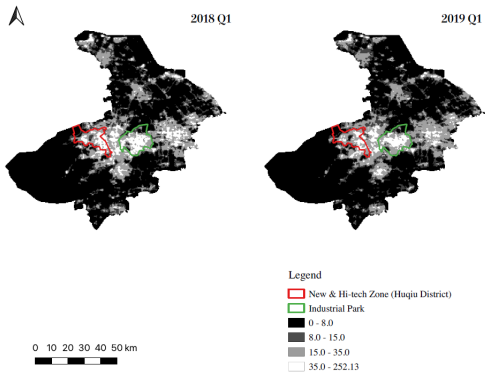 2018 Q1
2019 Q1
Legend
New & Hi-tech Zone (Huqiu District)
Industrial Park
0 - 8.0
8.0 - 15.0
15.0 - 35.0
35.0 - 252.13
0 10 20 30 40 50 km